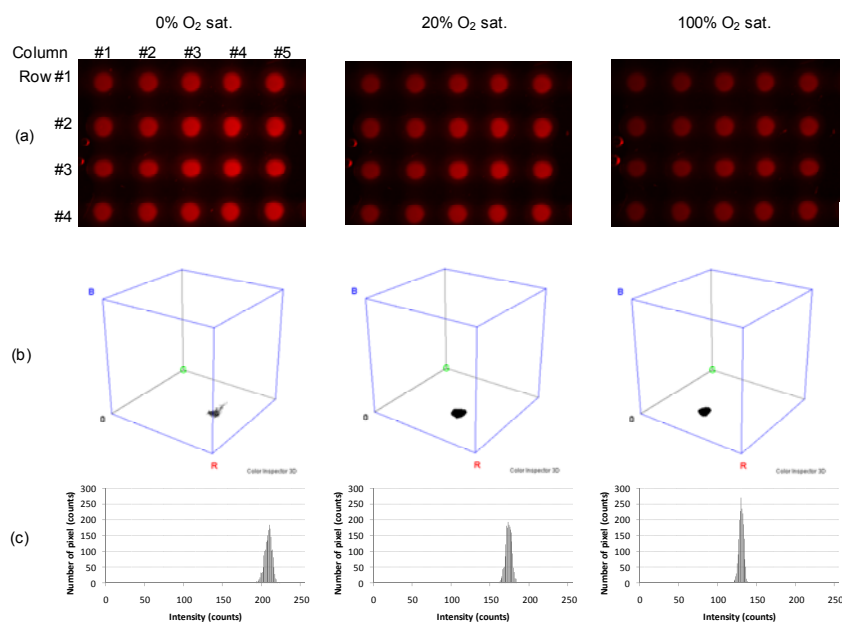 0% O₂ sat. 20% O₂ sat. 100% O₂ sat.
Column #1 #2 #3 #4 #5
Row #1
(a)
#2
#3
#4
(b)
B G 0 R
Color Inspector 3D
B G 0 R
Color Inspector 3D
B G 0 R
Color Inspector 3D
(c)
Number of pixel (counts)
300
250
200
150
100
50
0
0 50 100 150 200 250
Intensity (counts)
Number of pixel (counts)
300
250
200
150
100
50
0
0 50 100 150 200 250
Intensity (counts)
Number of pixel (counts)
300
250
200
150
100
50
0
0 50 100 150 200 250
Intensity (counts)